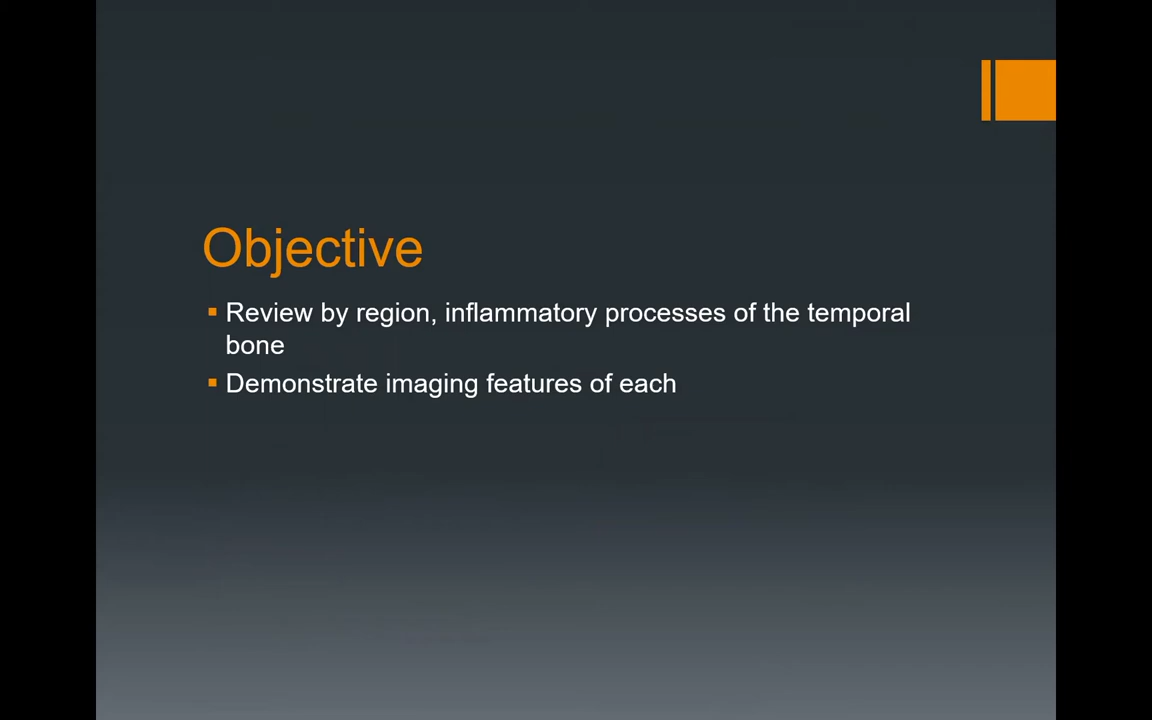 Objective
▪ Review by region, inflammatory processes of the temporal
bone
▪ Demonstrate imaging features of each